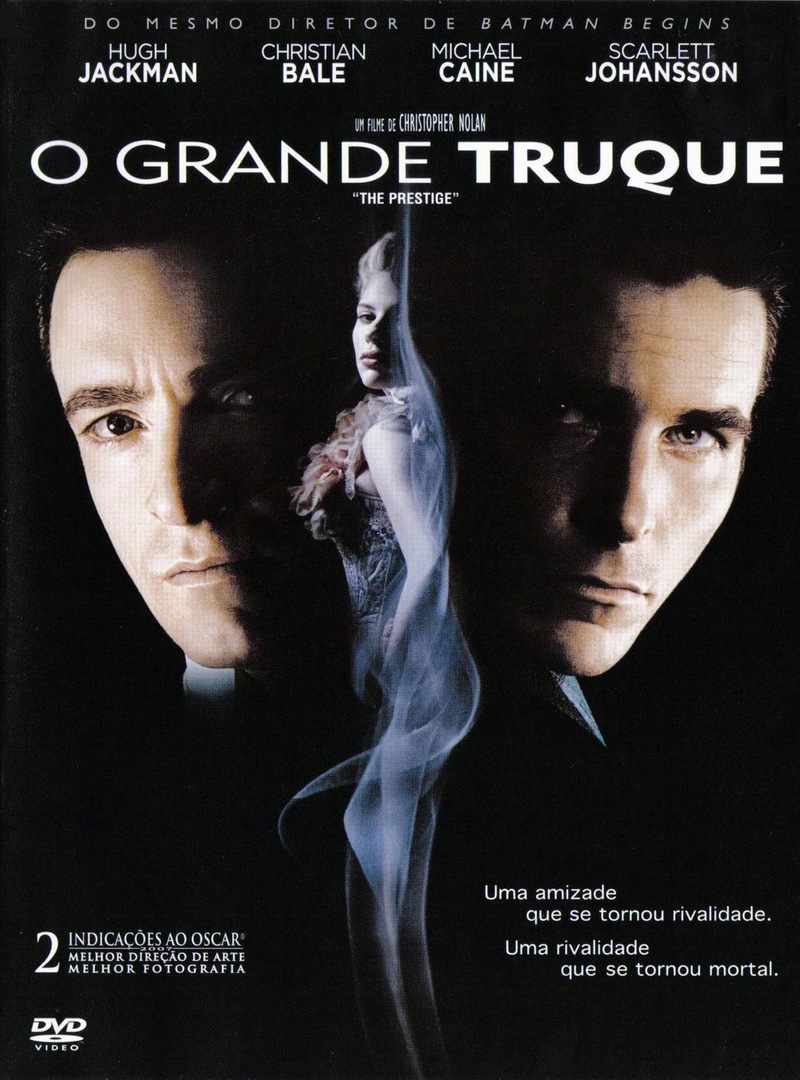 DO MESMO DIRETOR DE BATMAN BEGINS
HUGH JACKMAN
CHRISTIAN BALE
MICHAEL CAINE
SCARLETT JOHANSSON
UM FILME DE CHRISTOPHER NOLAN
O GRANDE TRUQUE
"THE PRESTIGE"
Uma amizade
que se tornou rivalidade.
Uma rivalidade
que se tornou mortal.
2 INDICAÇÕES AO OSCAR®
2007
MELHOR DIREÇÃO DE ARTE
MELHOR FOTOGRAFIA
DVD
VIDEO